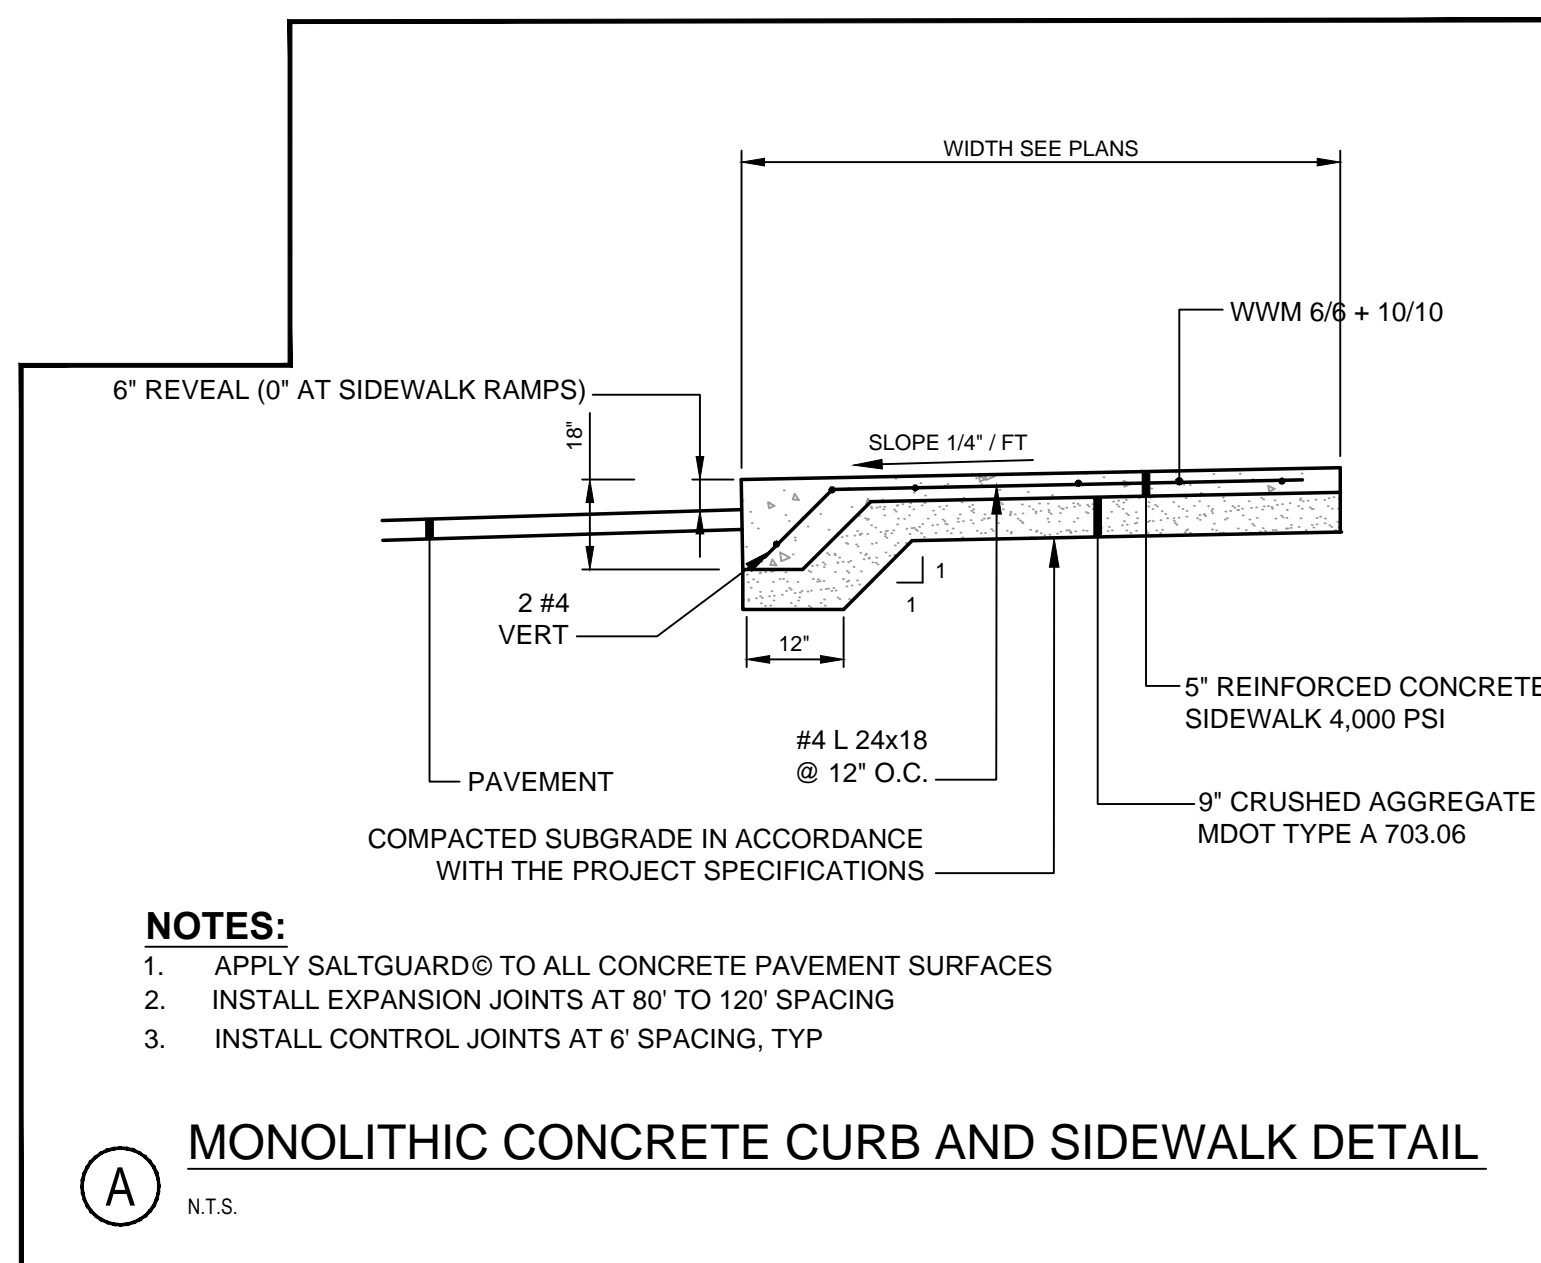 WIDTH SEE PLANS
WWM 6/6 + 10/10
6" REVEAL (0" AT SIDEWALK RAMPS)
18"
SLOPE 1/4" / FT
1
1
2 #4
VERT
12"
5" REINFORCED CONCRETE
SIDEWALK 4,000 PSI
#4 L 24x18
@ 12" O.C.
PAVEMENT
9" CRUSHED AGGREGATE
MDOT TYPE A 703.06
COMPACTED SUBGRADE IN ACCORDANCE
WITH THE PROJECT SPECIFICATIONS
NOTES:
1. APPLY SALTGUARD© TO ALL CONCRETE PAVEMENT SURFACES
2. INSTALL EXPANSION JOINTS AT 80' TO 120' SPACING
3. INSTALL CONTROL JOINTS AT 6' SPACING, TYP
A
MONOLITHIC CONCRETE CURB AND SIDEWALK DETAIL
N.T.S.